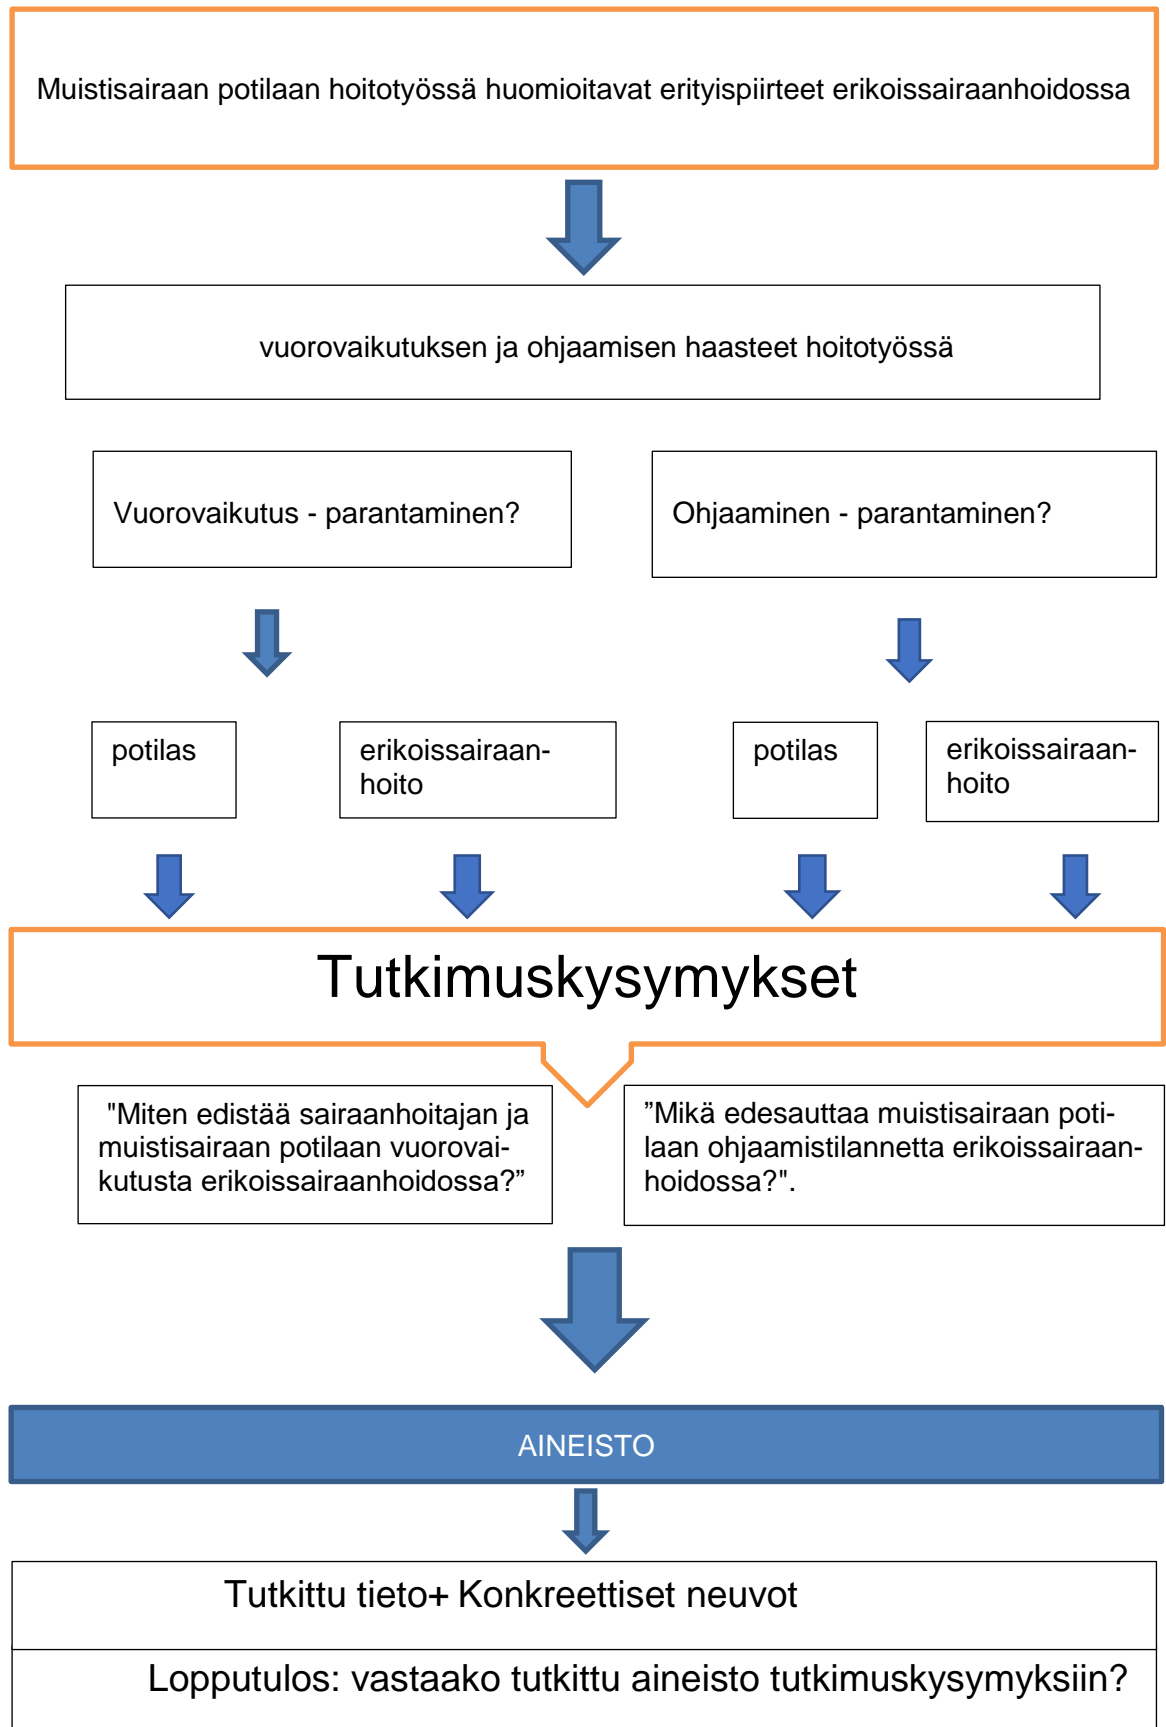 Muistisairaan potilaan hoitotyössä huomioitavat erityispiirteet erikoissairaanhoidossa
vuorovaikutuksen ja ohjaamisen haasteet hoitotyössä
Vuorovaikutus - parantaminen?
Ohjaaminen - parantaminen?
potilas
erikoissairaan-
hoito
potilas
erikoissairaan-
hoito
Tutkimuskysymykset
"Miten edistää sairaanhoitajan ja
muistisairaan potilaan vuorovai-
kutusta erikoissairaanhoidossa?”
”Mikä edesauttaa muistisairaan poti-
laan ohjaamistilannetta erikoissairaan-
hoidossa?".
AINEISTO
Tutkittu tieto+ Konkreettiset neuvot
Lopputulos: vastaako tutkittu aineisto tutkimuskysymyksiin?